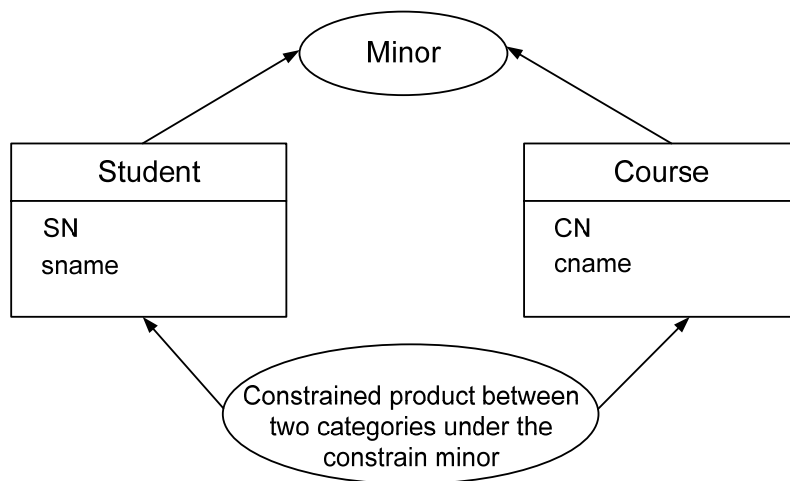 Minor
Student
SN
sname
Course
CN
cname
Constrained product between
two categories under the
constrain minor